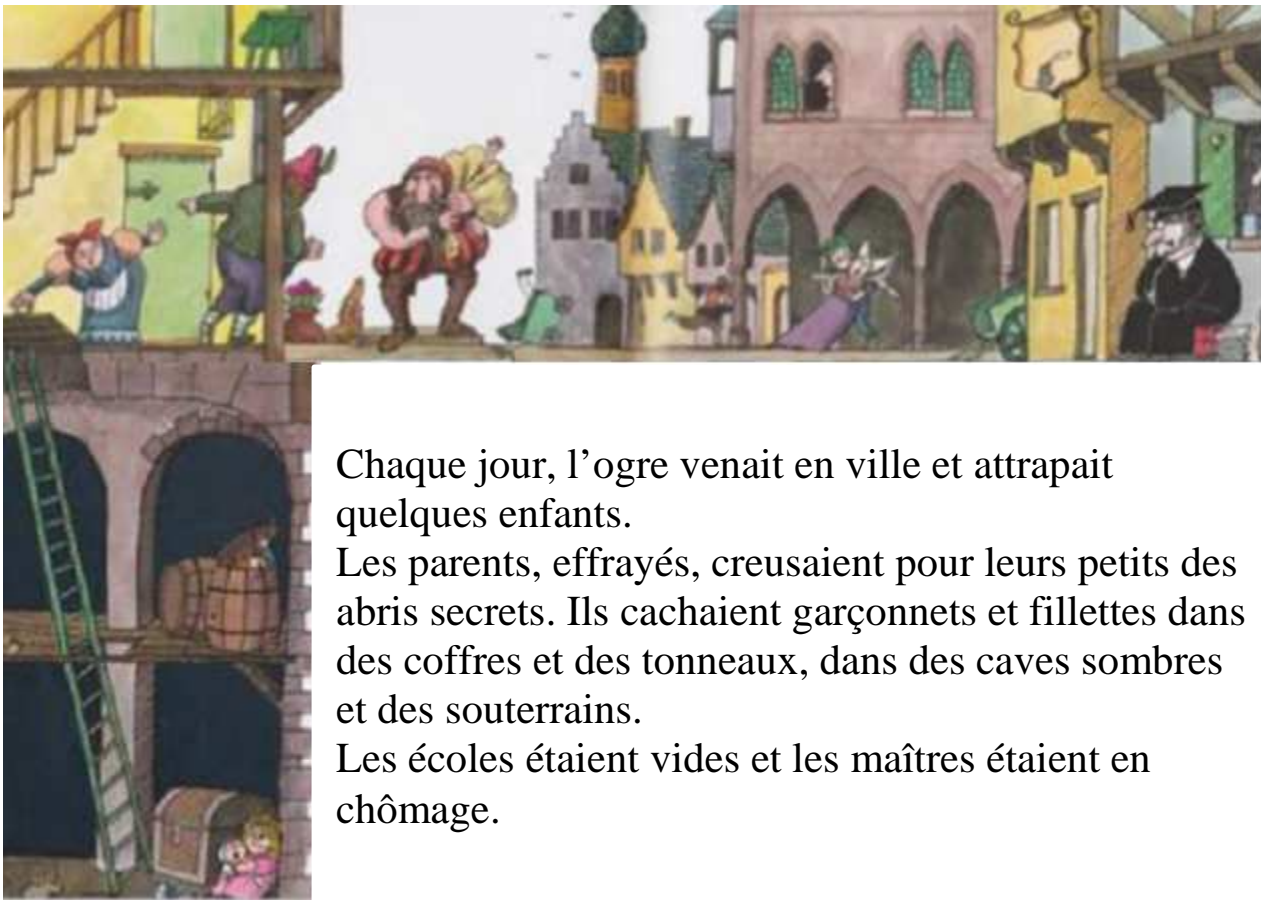 Chaque jour, l’ogre venait en ville et attrapait
quelques enfants.
Les parents, effrayés, creusaient pour leurs petits des
abris secrets. Ils cachaient garçonnets et fillettes dans
des coffres et des tonneaux, dans des caves sombres
et des souterrains.
Les écoles étaient vides et les maîtres étaient en
chômage.